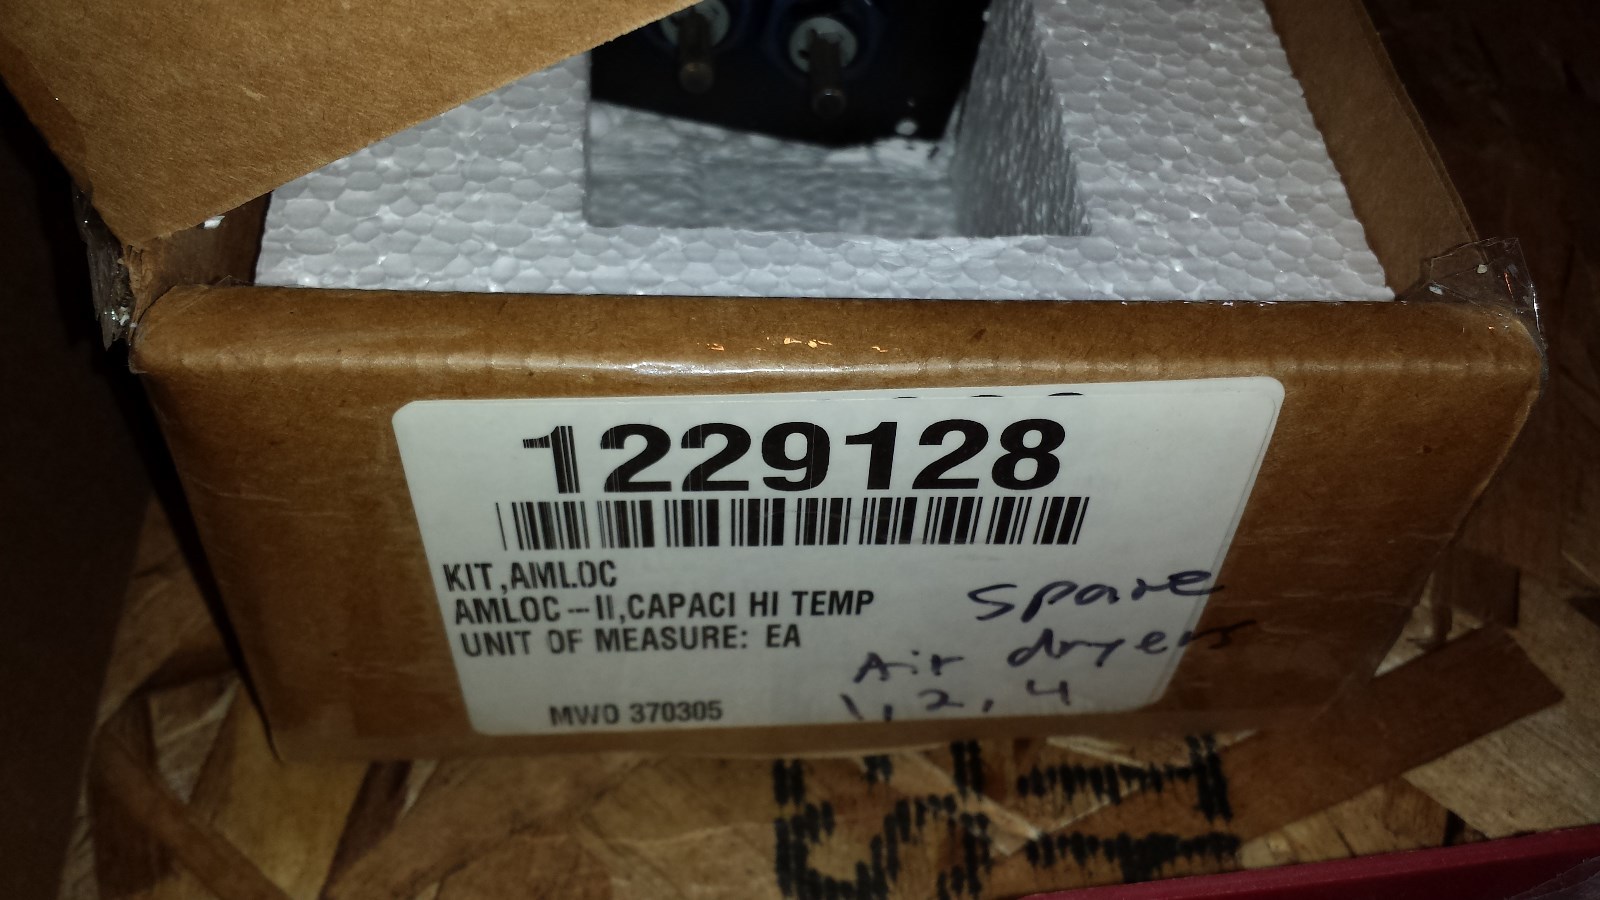 1229128
KIT,AMLOC
AMLOC--II,CAPACI HI TEMP
UNIT OF MEASURE: EA
MWO 370305
Spare
Air dryers
1, 2, 4